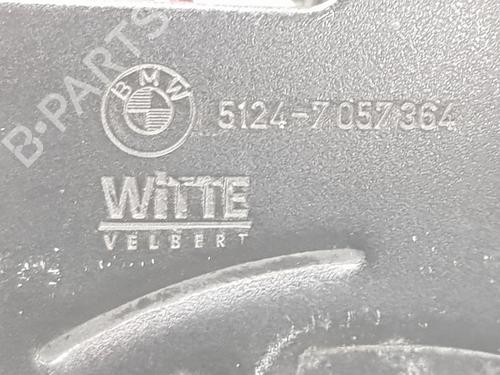 B-PARTS
BMW
5124-7 057 364
WiTTE
VELBERT